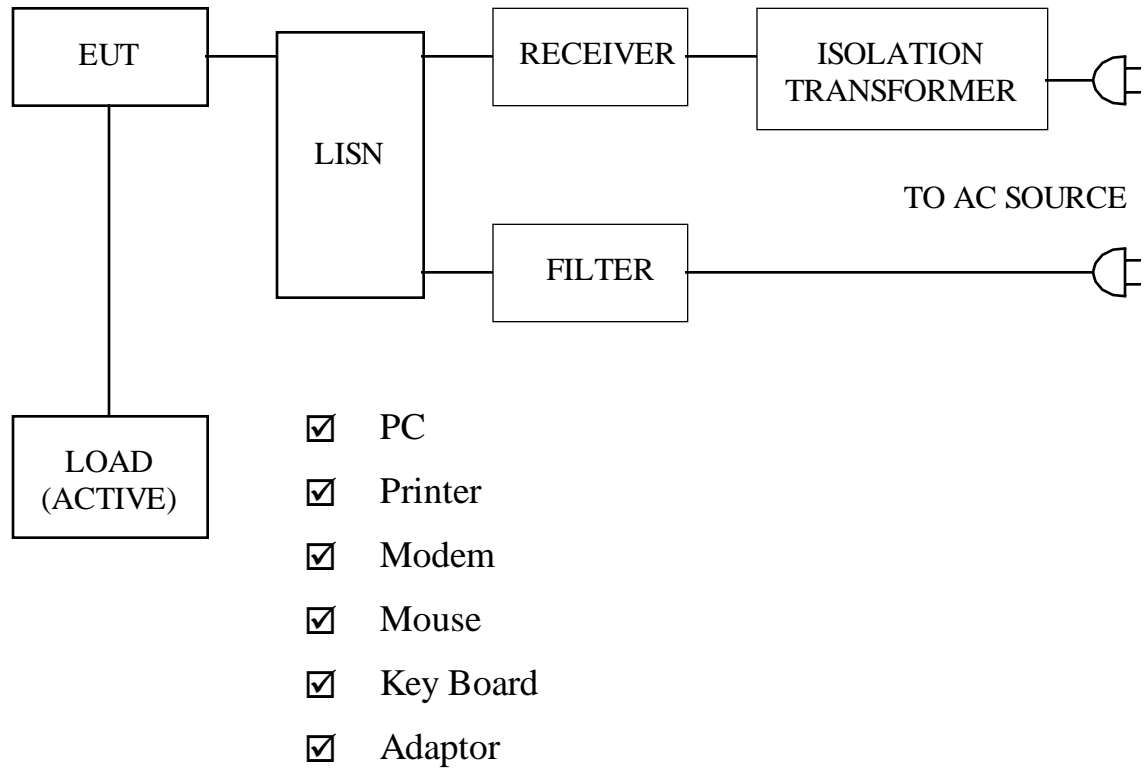 EUT
RECEIVER
ISOLATION
TRANSFORMER
LISN
TO AC SOURCE
FILTER
LOAD
(ACTIVE)
☑ PC
☑ Printer
☑ Modem
☑ Mouse
☑ Key Board
☑ Adaptor